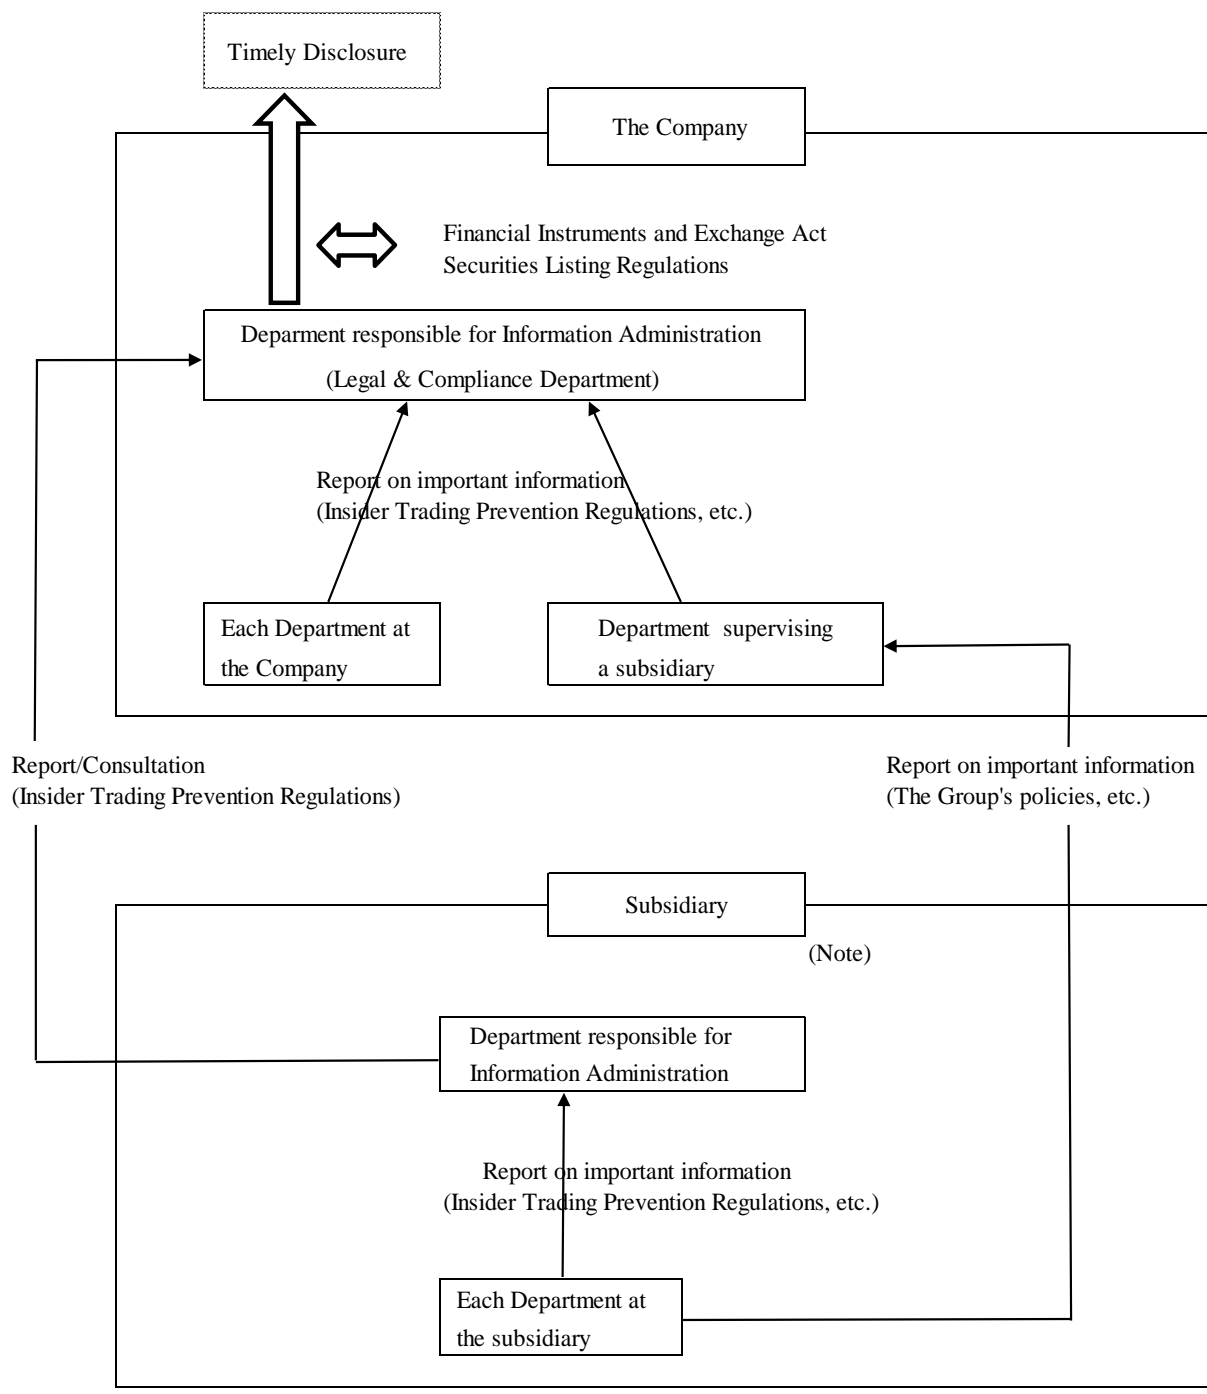 Timely Disclosure
The Company
Financial Instruments and Exchange Act
Securities Listing Regulations
Deparment responsible for Information Administration
(Legal & Compliance Department)
Report on important information
(Insider Trading Prevention Regulations, etc.)
Each Department at
the Company
Department supervising
a subsidiary
Report/Consultation
(Insider Trading Prevention Regulations)
Report on important information
(The Group's policies, etc.)
Subsidiary
(Note)
Department responsible for
Information Administration
Report on important information
(Insider Trading Prevention Regulations, etc.)
Each Department at
the subsidiary